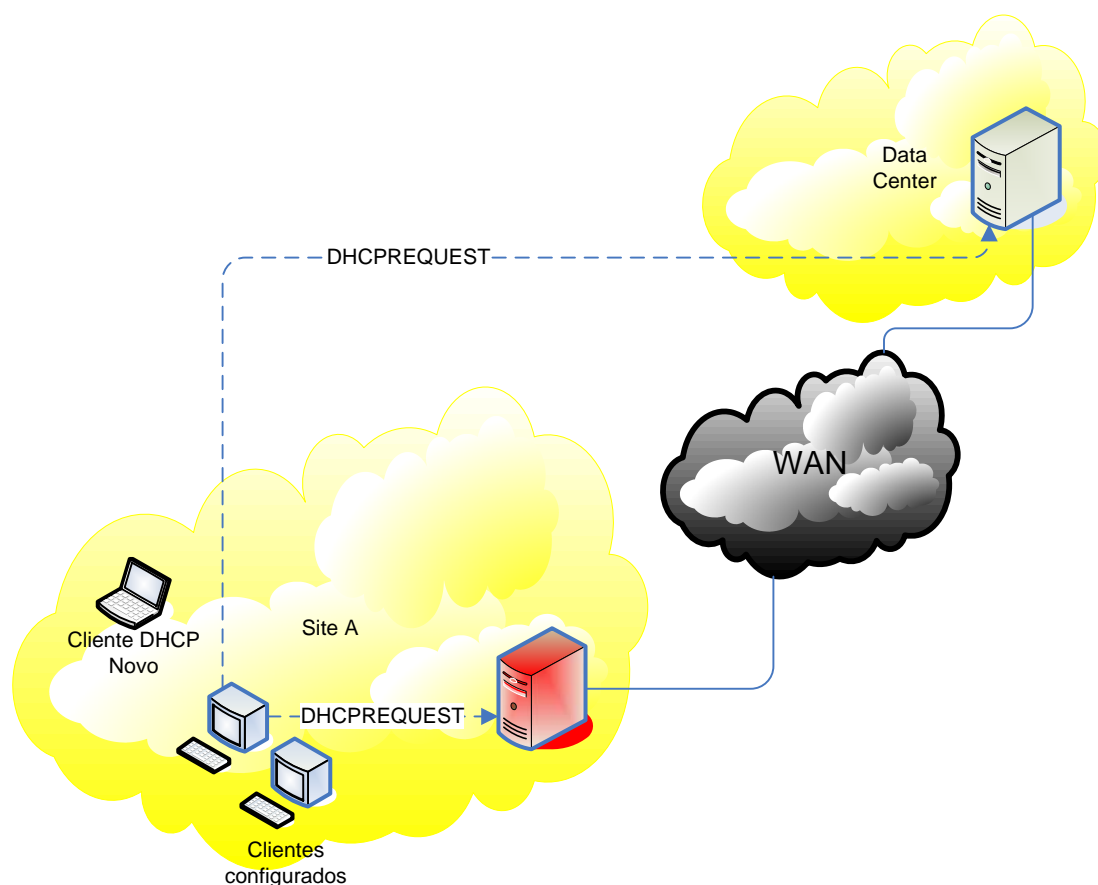 Data
Center
DHCPREQUEST
WAN
Site A
Cliente DHCP
Novo
DHCPREQUEST
Clientes
configurados